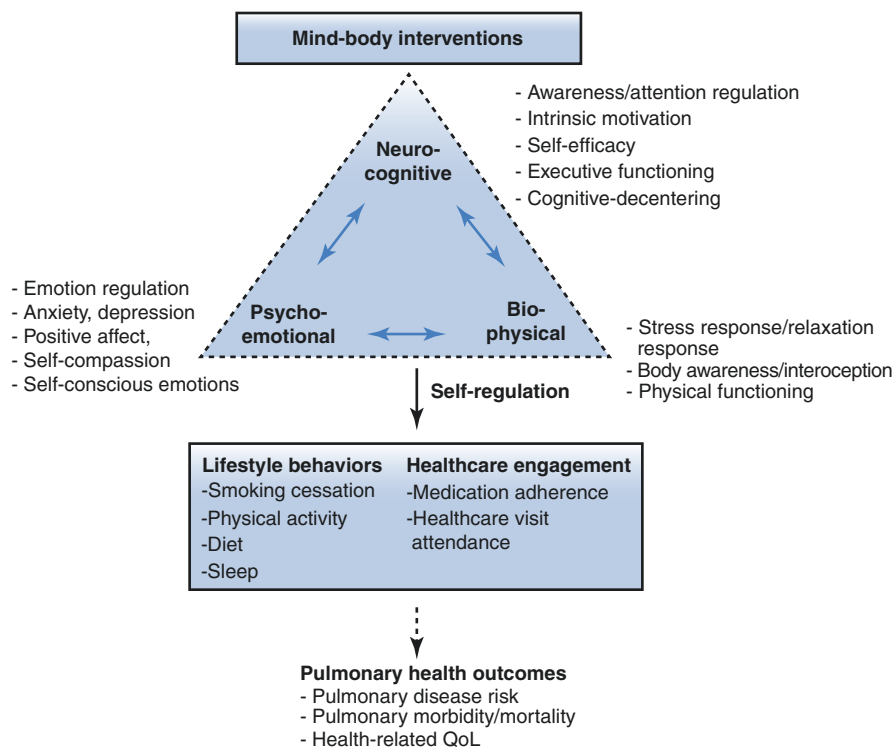 Mind-body interventions
- Awareness/attention regulation
- Intrinsic motivation
- Self-efficacy
- Executive functioning
- Cognitive-decentering
Neuro-
cognitive
- Emotion regulation
- Anxiety, depression
- Positive affect,
- Self-compassion
- Self-conscious emotions
Psycho-
emotional
Bio-
physical
- Stress response/relaxation
response
- Body awareness/interoception
- Physical functioning
Self-regulation
Lifestyle behaviors
-Smoking cessation
-Physical activity
-Diet
-Sleep
Healthcare engagement
-Medication adherence
-Healthcare visit
attendance
Pulmonary health outcomes
- Pulmonary disease risk
- Pulmonary morbidity/mortality
- Health-related QoL